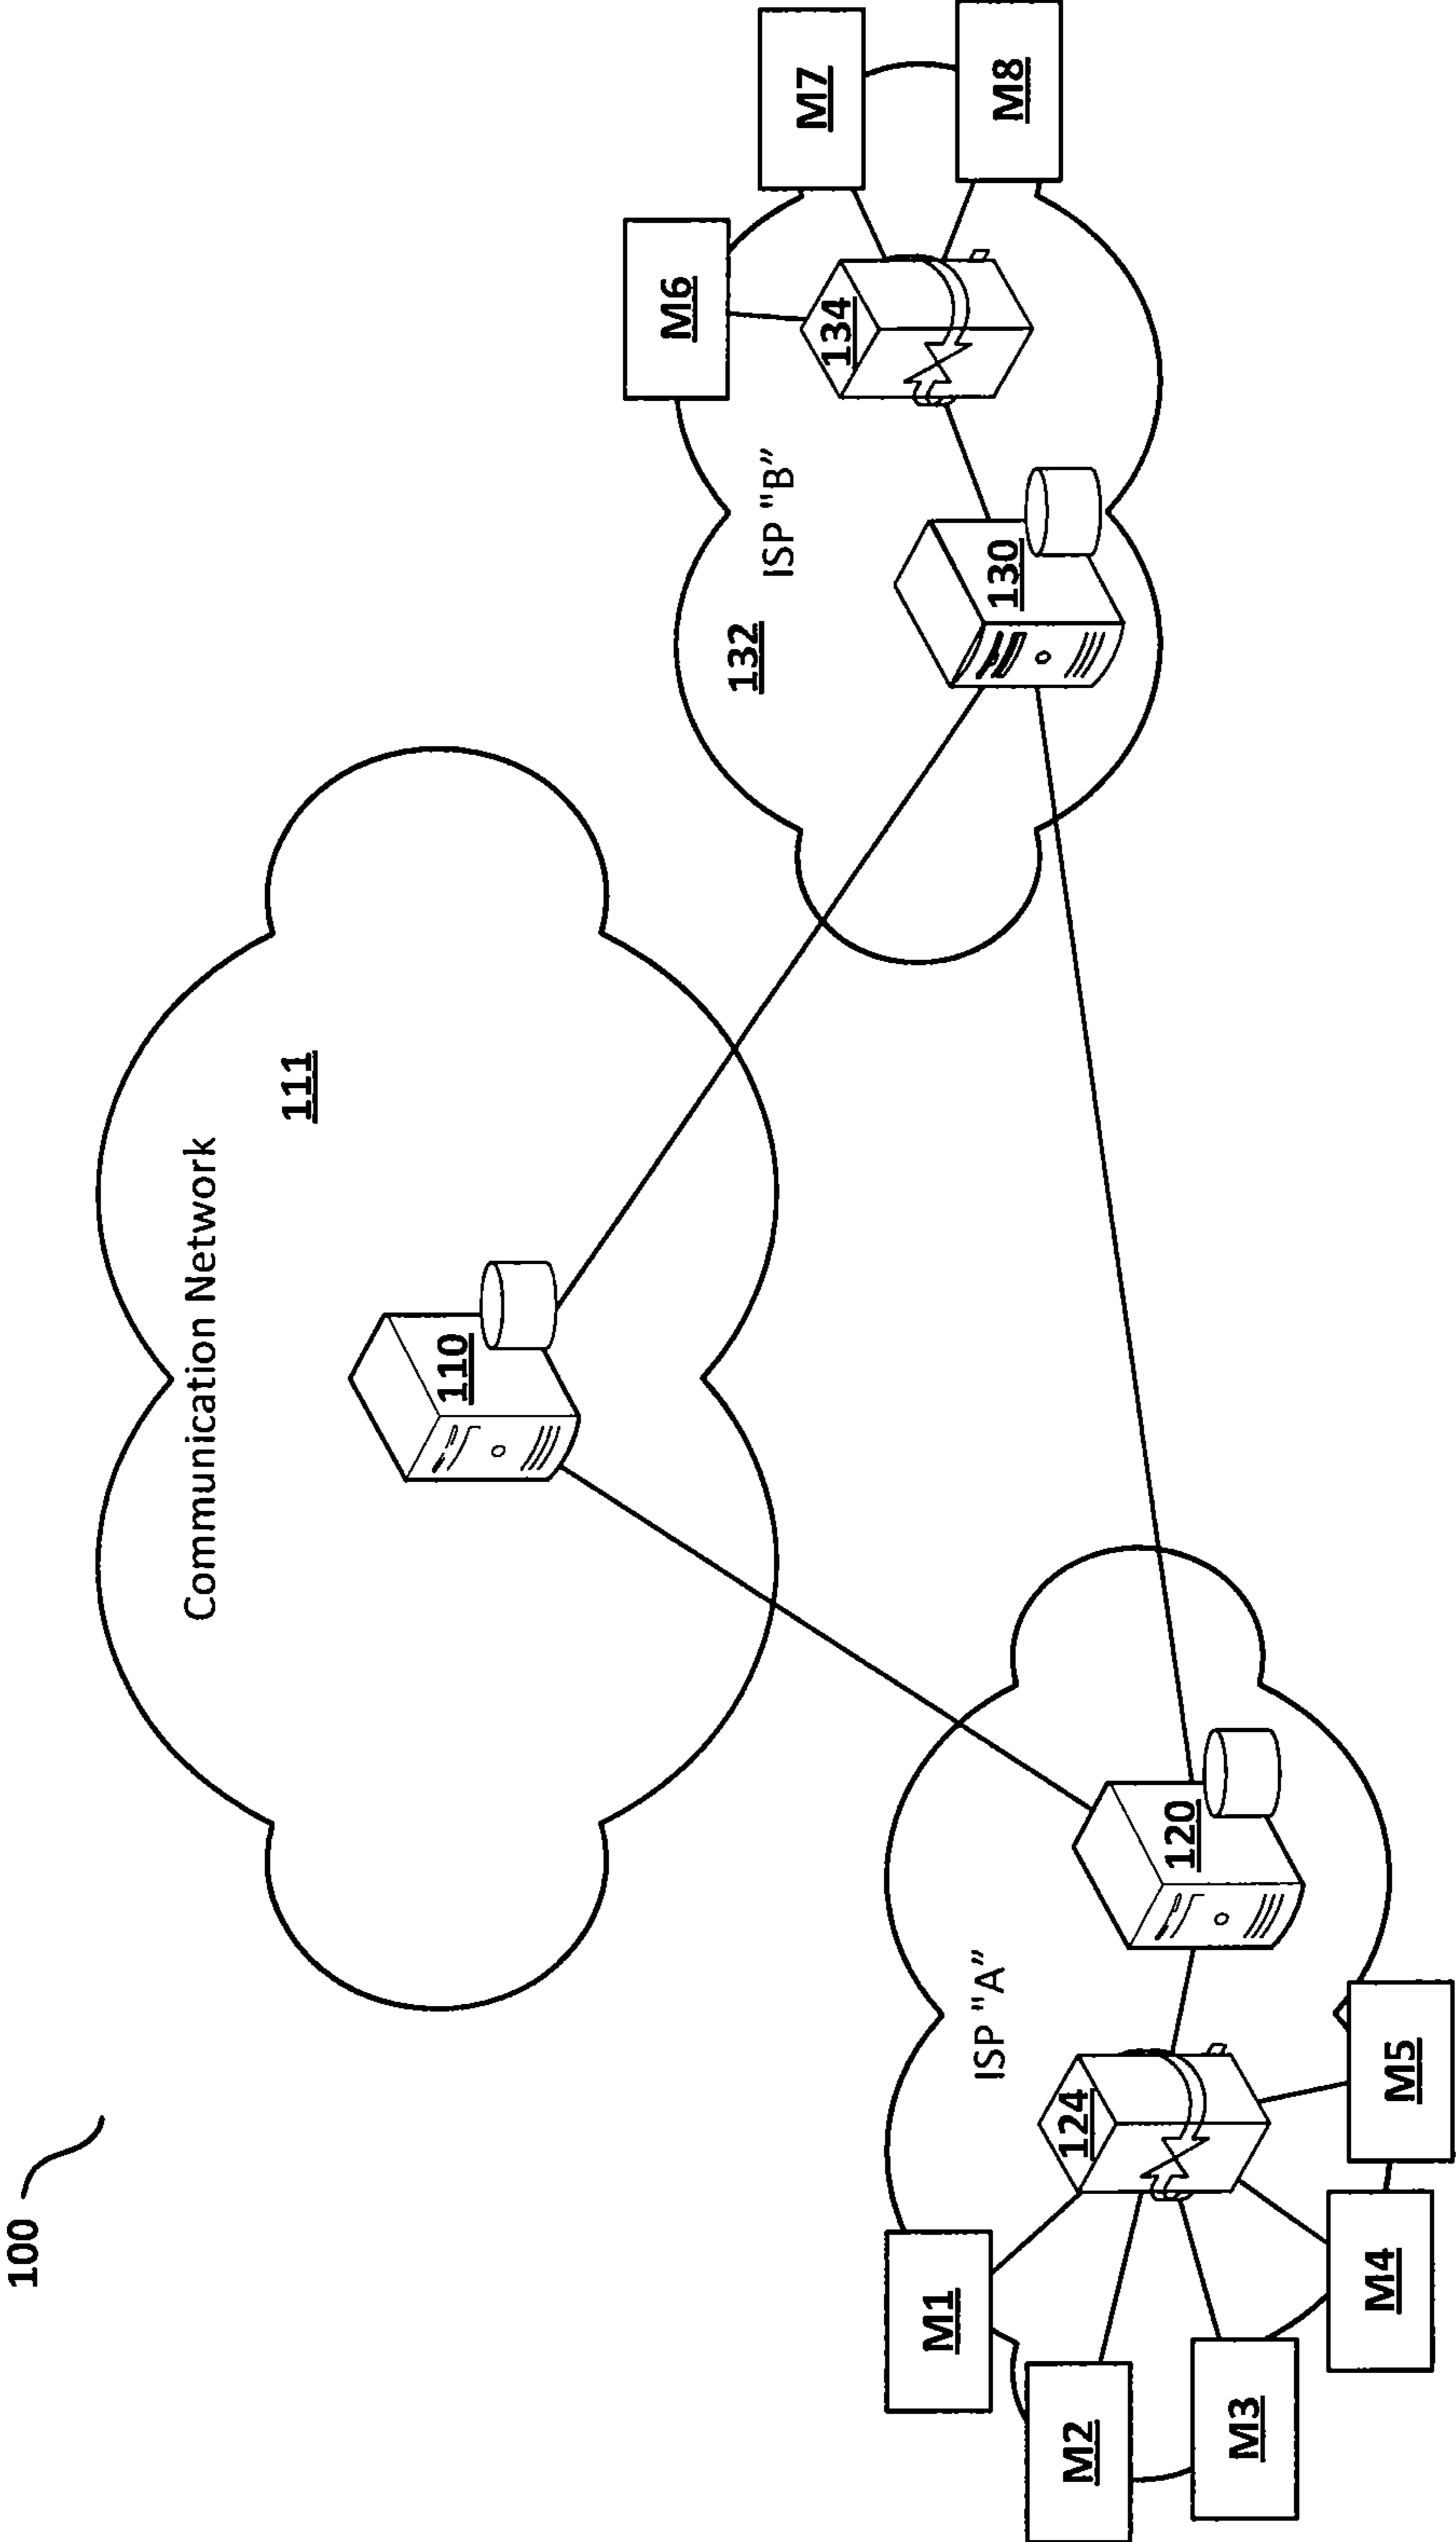 100
Communication Network
111
110
ISP "A”
124
120
M1
M2
M3
M4
M5
132
ISP "B”
130
134
M6
M7
M8